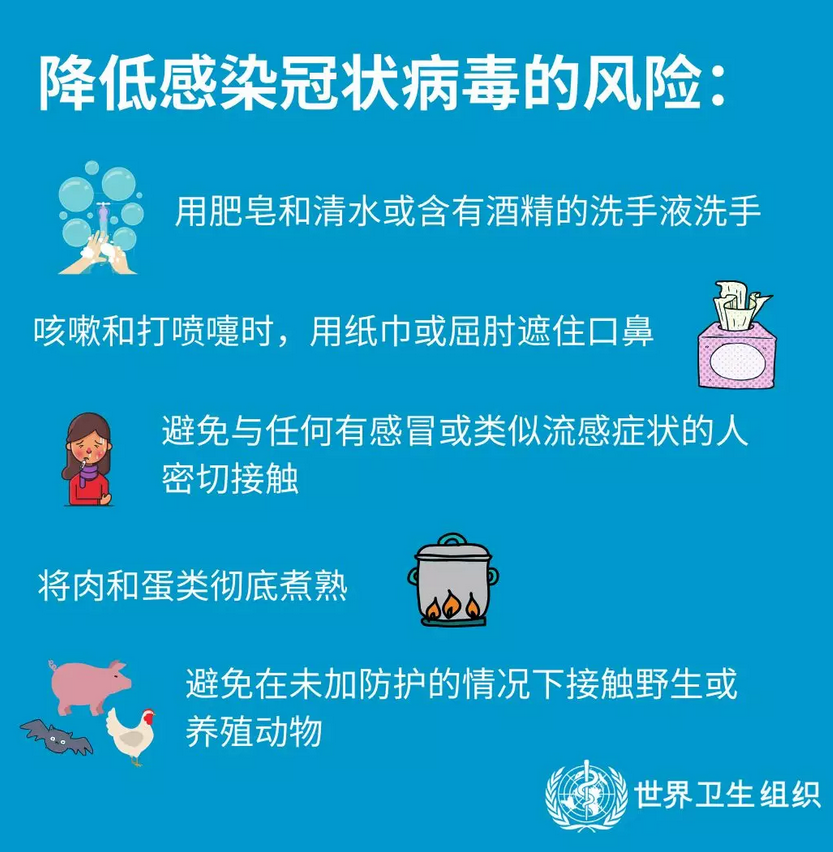 降低感染冠状病毒的风险：
用肥皂和清水或含有酒精的洗手液洗手
咳嗽和打喷嚏时，用纸巾或屈肘遮住口鼻
避免与任何有感冒或类似流感症状的人
密切接触
将肉和蛋类彻底煮熟
避免在未加防护的情况下接触野生或
养殖动物
世界卫生组织